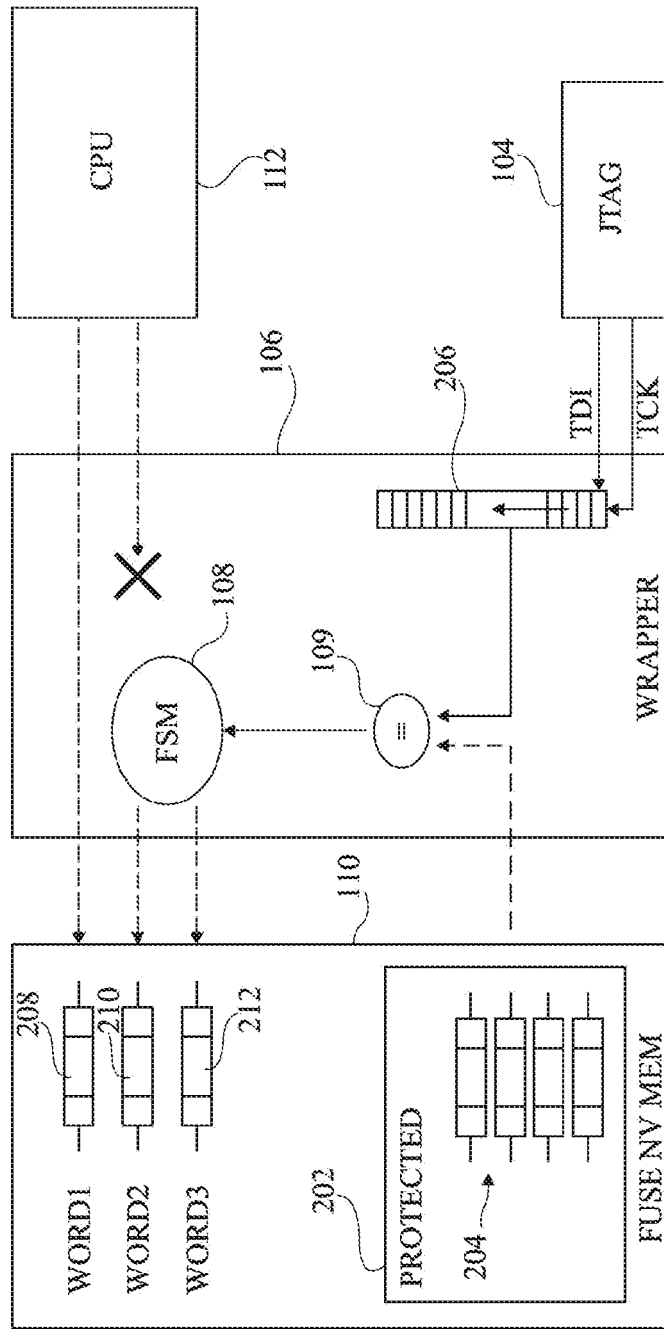 WORD1
208
WORD2
210
WORD3
212
110
202
PROTECTED
204
FUSE NV MEM
FSM
108
109
=
106
206
WRAPPER
CPU
112
TDI
TCK
104
JTAG